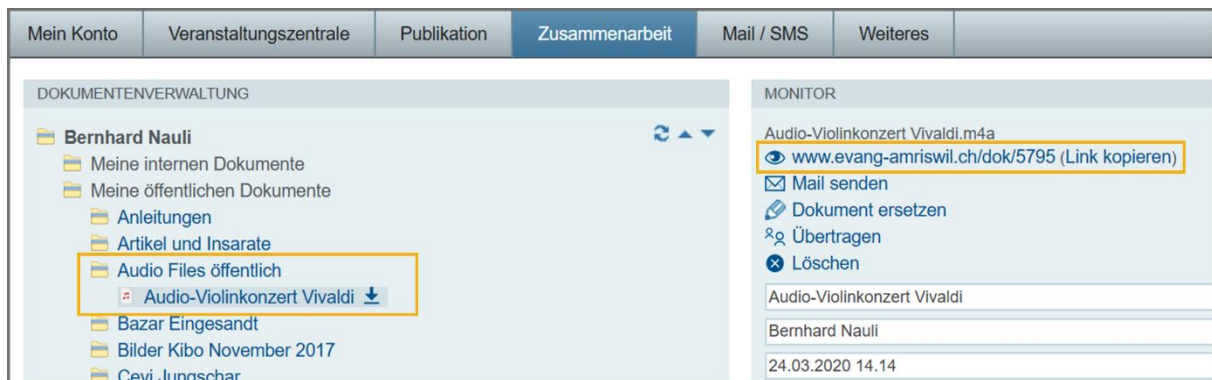 Mein Konto Veranstaltungszentrale Publikation Zusammenarbeit Mail / SMS Weiteres
DOKUMENTENVERWALTUNG
Bernhard Nauli
Meine internen Dokumente
Meine öffentlichen Dokumente
Anleitungen
Artikel und Insarate
Audio Files öffentlich
Audio-Violinkonzert Vivaldi
Bazar Eingesandt
Bilder Kibo November 2017
Cevi Jungschar
MONITOR
Audio-Violinkonzert Vivaldi.m4a
www.evang-amriswil.ch/dok/5795 (Link kopieren)
Mail senden
Dokument ersetzen
Übertragen
Löschen
Audio-Violinkonzert Vivaldi
Bernhard Nauli
24.03.2020 14.14